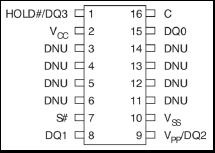 HOLD#/DQ3 1 16 C
VCC 2 15 DQ0
DNU 3 14 DNU
DNU 4 13 DNU
DNU 5 12 DNU
DNU 6 11 DNU
S# 7 10 VSS
DQ1 8 9 VPP/DQ2